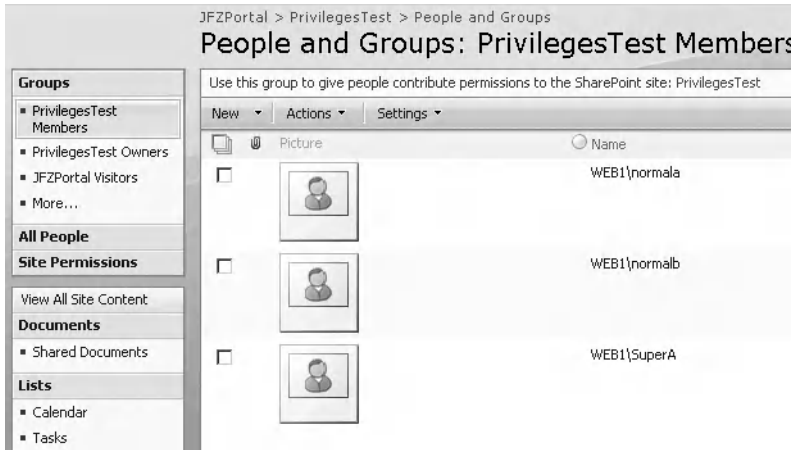 JFZPortal > PrivilegesTest > People and Groups
People and Groups: PrivilegesTest Members
Groups
PrivilegesTest
Members
PrivilegesTest Owners
JFZPortal Visitors
More...
All People
Site Permissions
View All Site Content
Documents
Shared Documents
Lists
Calendar
Tasks
Use this group to give people contribute permissions to the SharePoint site: PrivilegesTest
New Actions Settings
Picture Name
WEB1\normala
WEB1\normalb
WEB1\SuperA